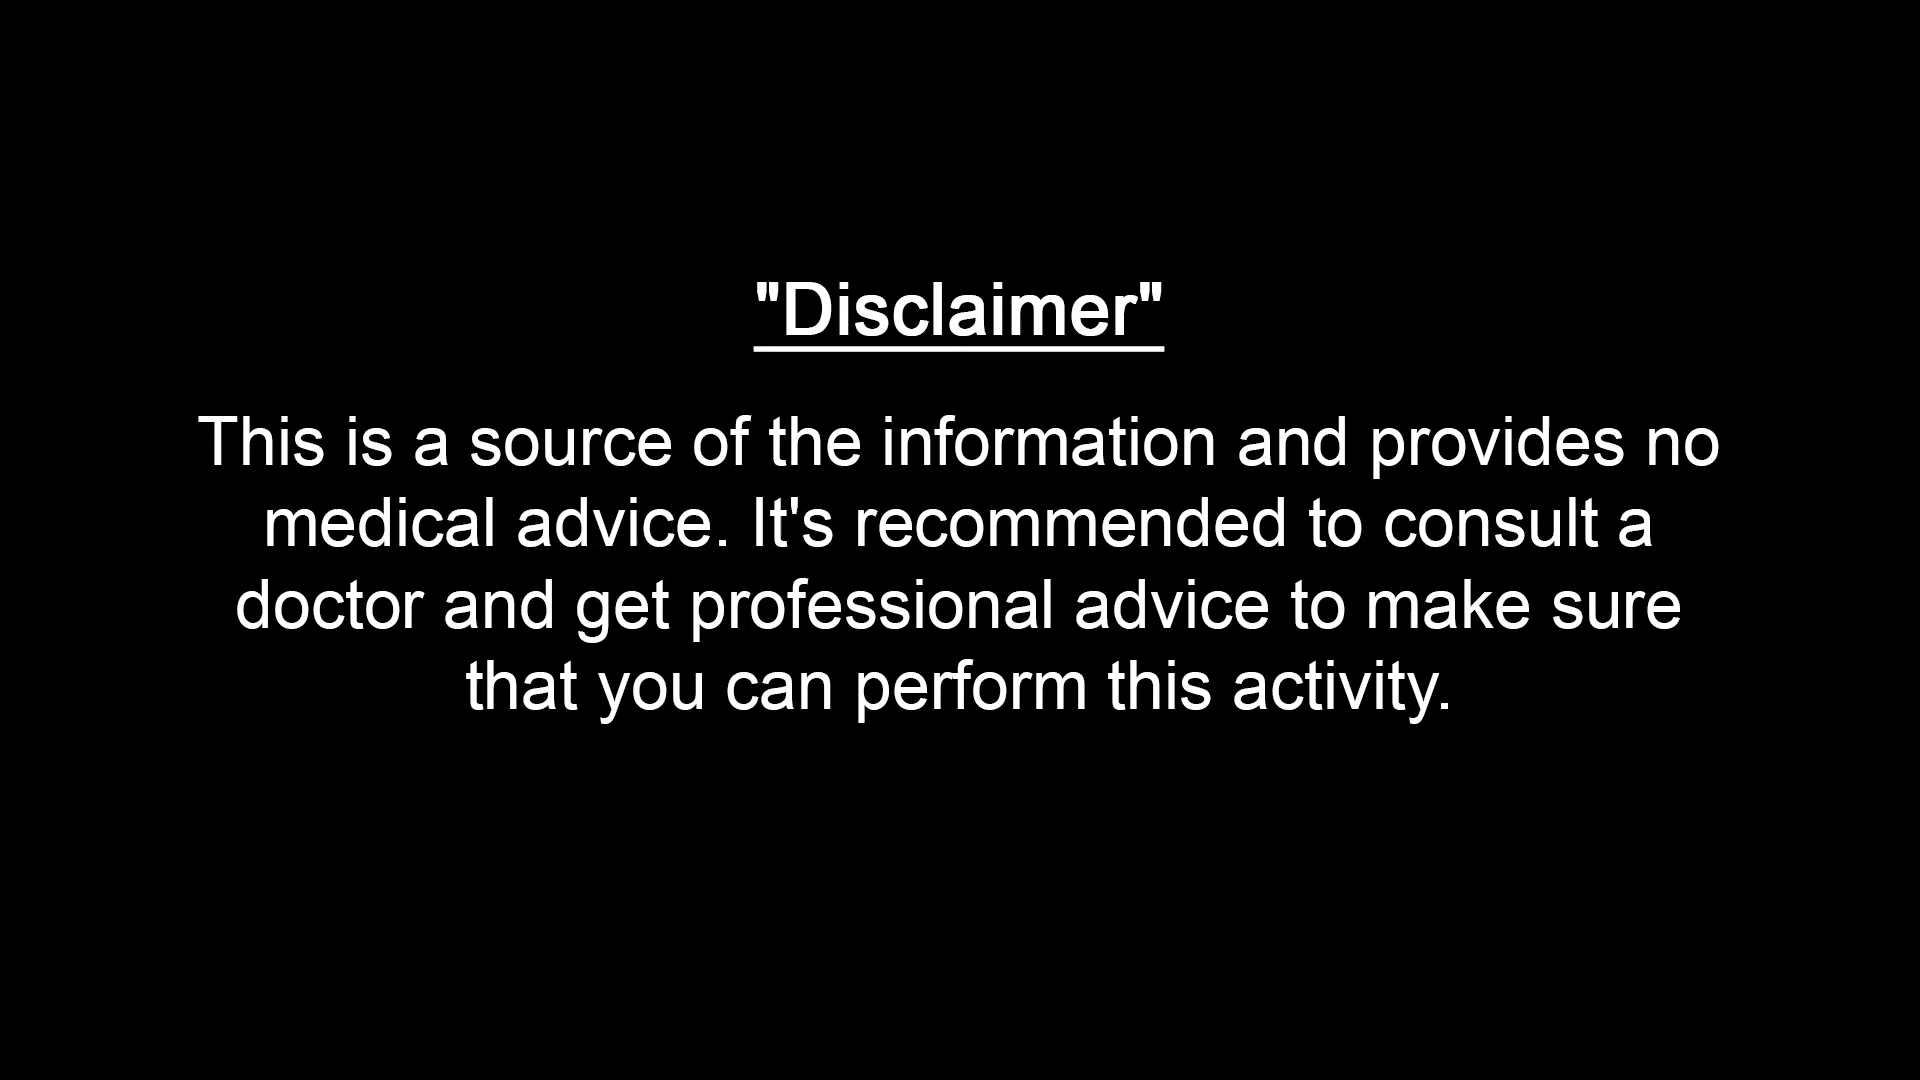 "Disclaimer"
This is a source of the information and provides no
medical advice. It's recommended to consult a
doctor and get professional advice to make sure
that you can perform this activity.